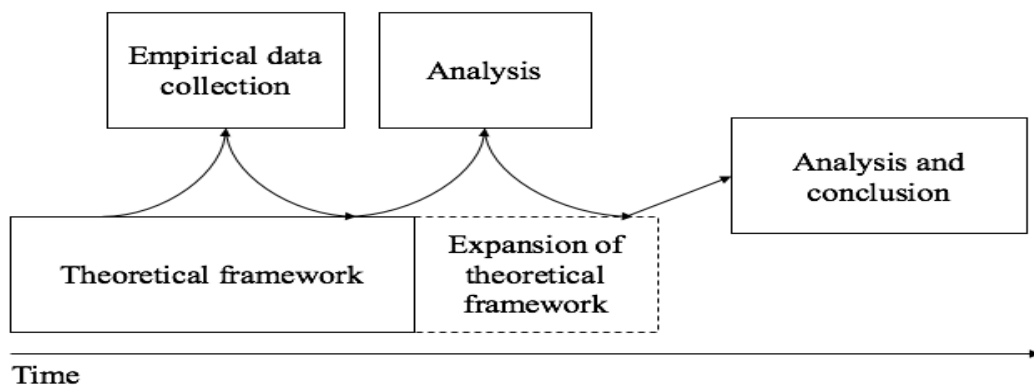 Empirical data
collection
Analysis
Analysis and
conclusion
Theoretical framework
Expansion of
theoretical
framework
Time